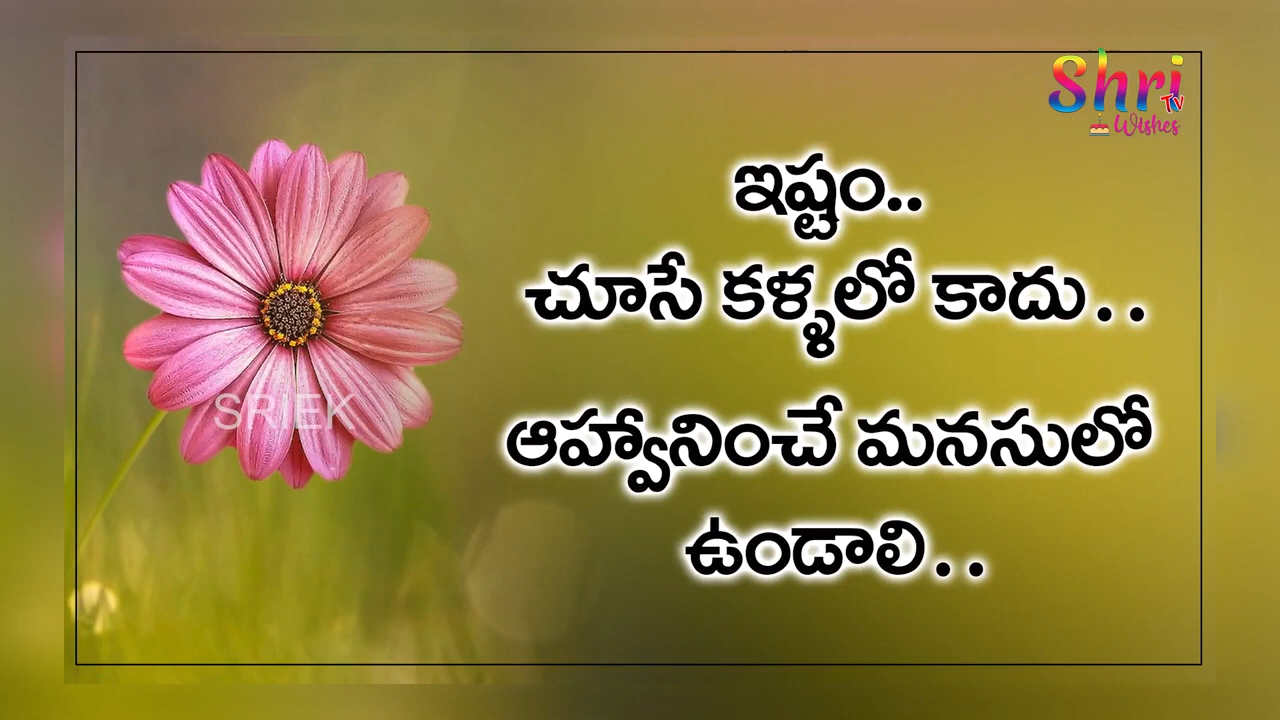 Shri
TV
Wishes
ఇష్టం..
చూసే కళ్ళలో కాదు..
ఆహ్వానించే మనసులో
ఉండాలి..
SRIEK